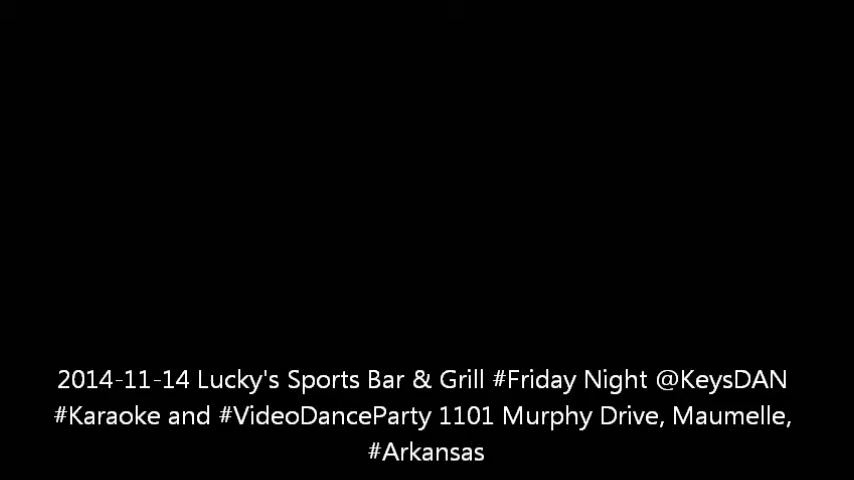 2014-11-14 Lucky's Sports Bar & Grill #Friday Night @KeysDAN
#Karaoke and #VideoDanceParty 1101 Murphy Drive, Maumelle,
#Arkansas